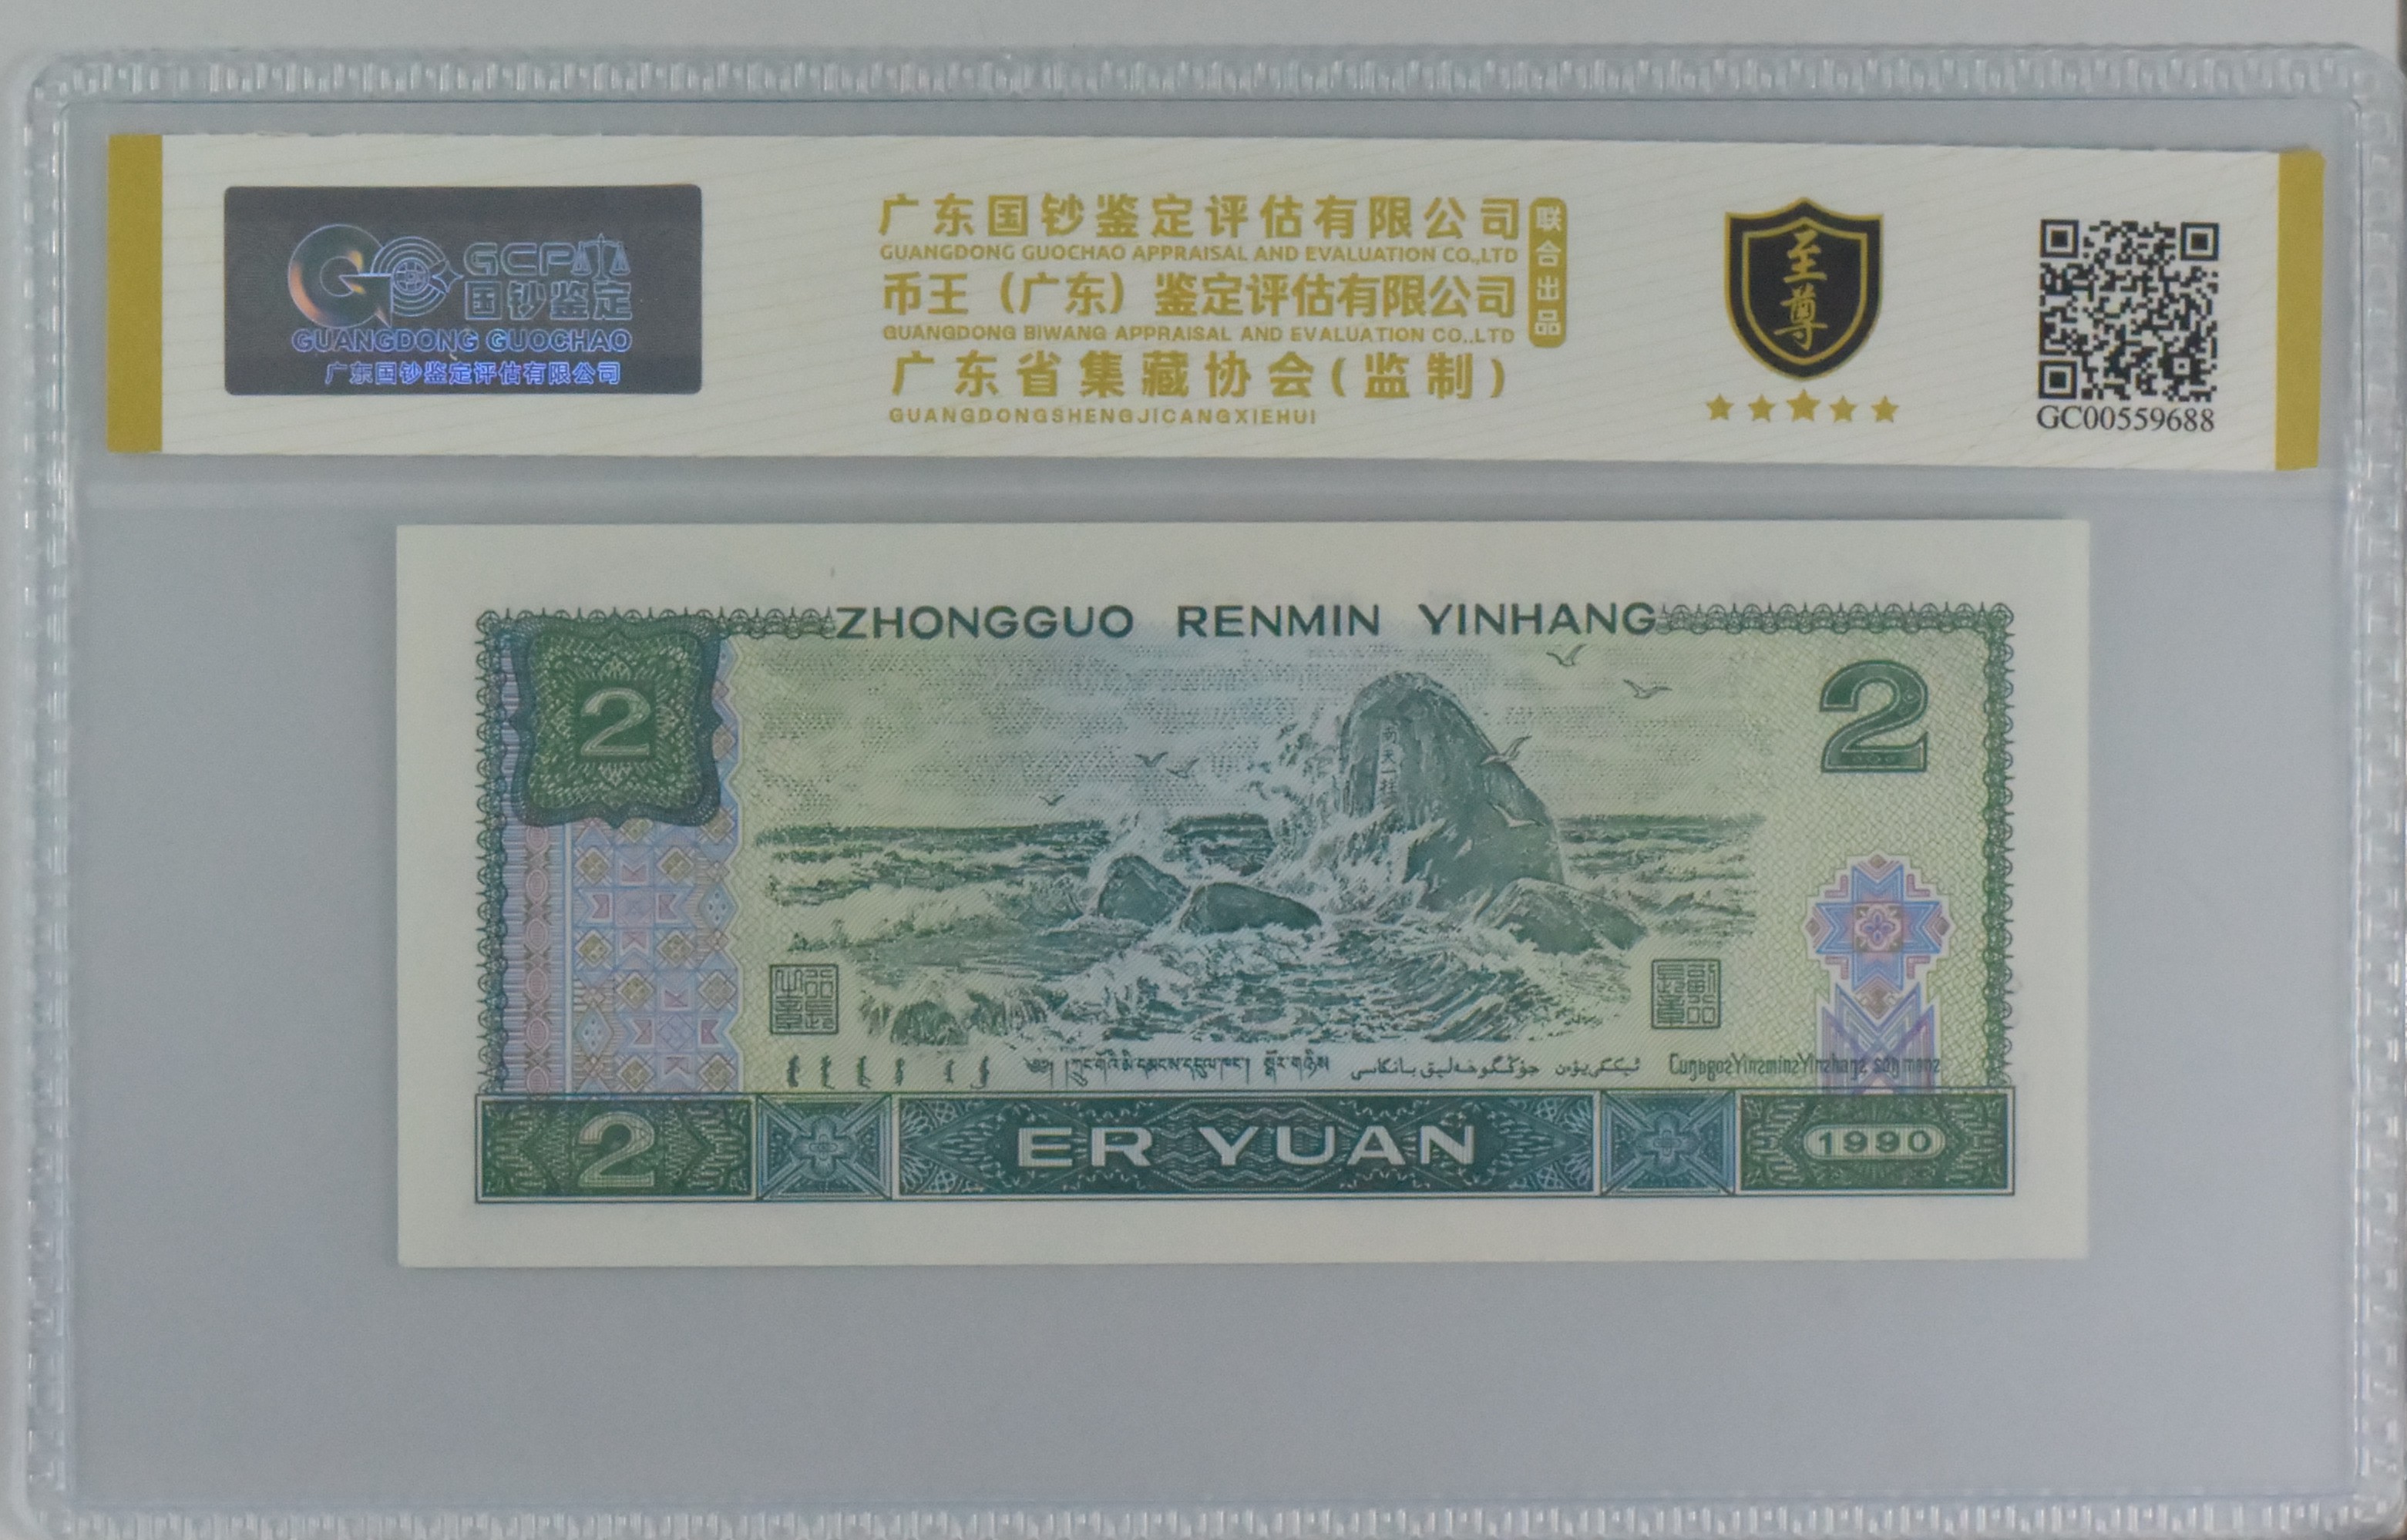 GCP
国钞鉴定
GUANGDONG GUOCHAO
广东国钞鉴定评估有限公司
广东国钞鉴定评估有限公司
GUANGDONG GUOCHAO APPRAISAL AND EVALUATION CO.,LTD
币王（广东）鉴定评估有限公司
GUANGDONG BIWANG APPRAISAL AND EVALUATION CO..,LTD
广东省集藏协会(监制)
GUANGDONGSHENGJICANGXIEHUI
联合出品
至尊
GC00559688
ZHONGGUO RENMIN YINHANG
2
2
南天一柱
2
ER YUAN
1990